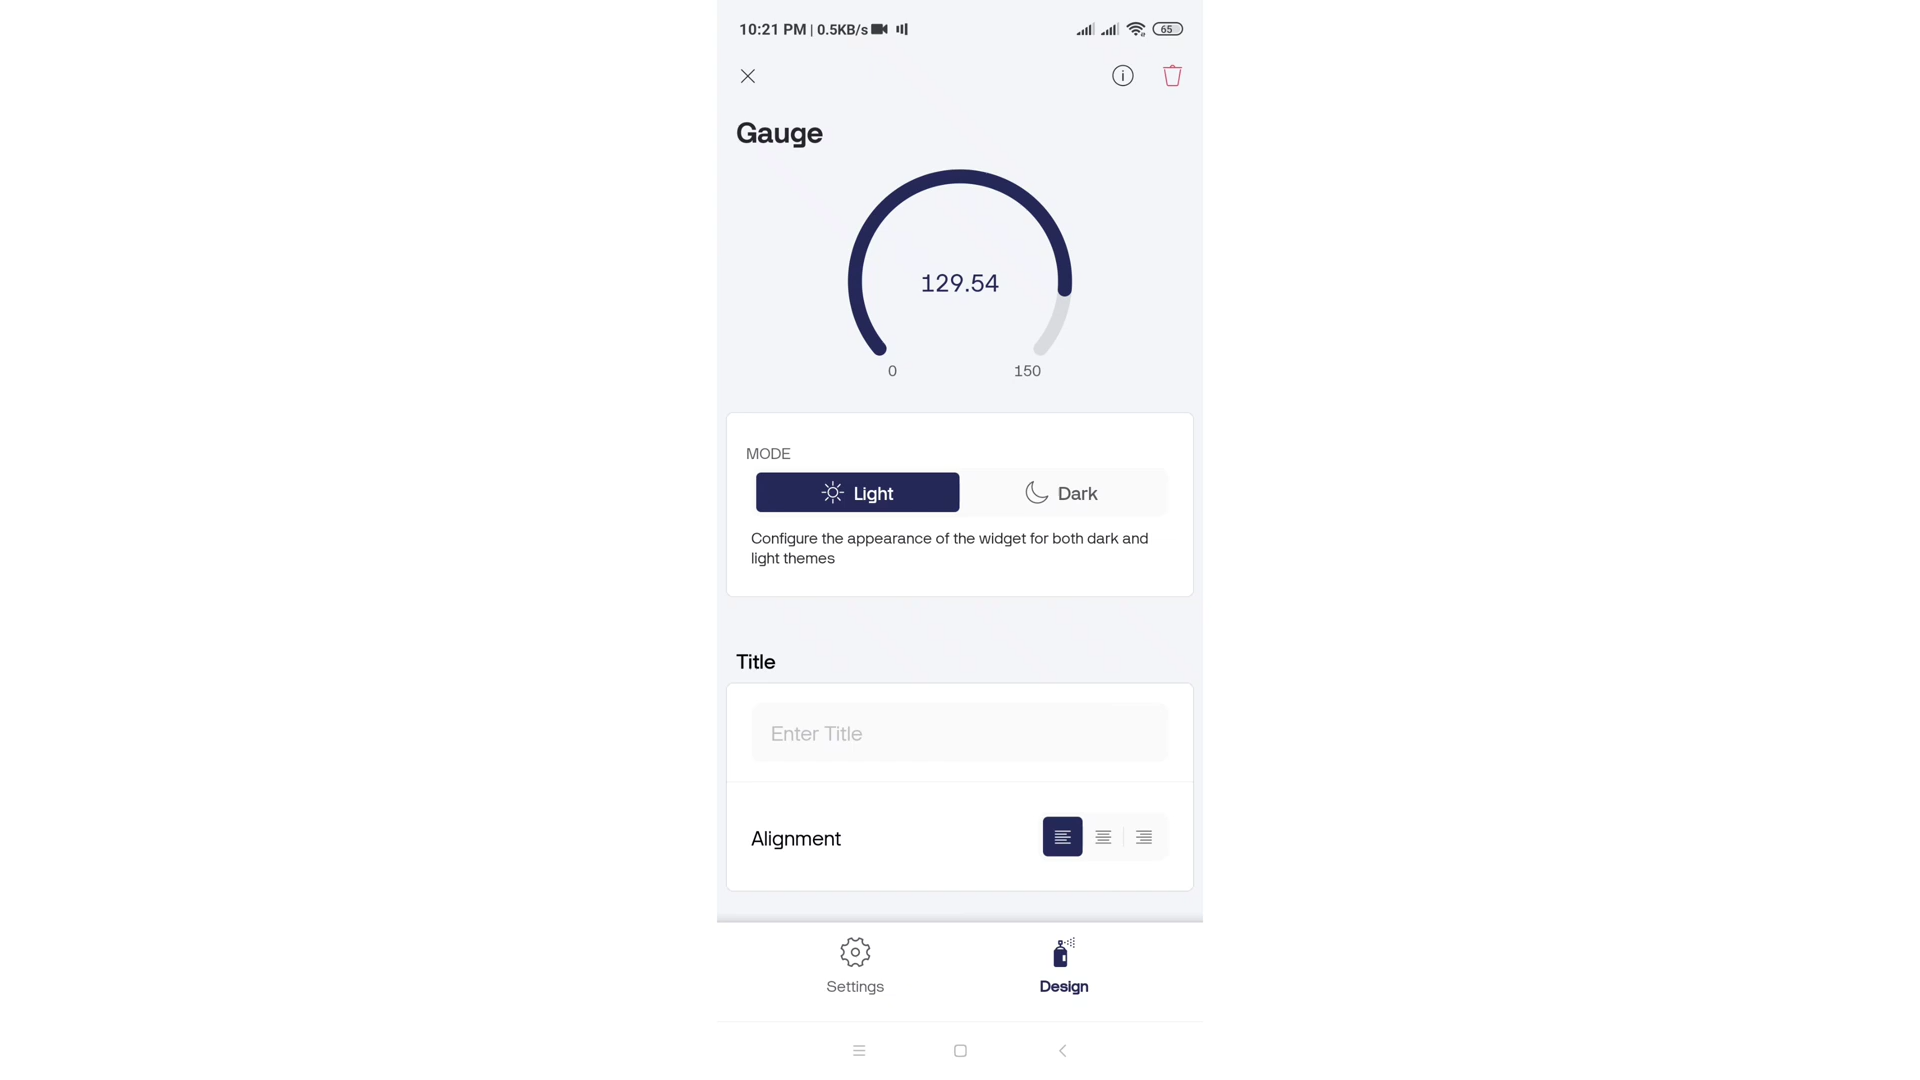 10:21 PM | 0.5KB/s
65
Gauge
129.54
0 150
MODE
Light Dark
Configure the appearance of the widget for both dark and
light themes
Title
Enter Title
Alignment
Settings Design